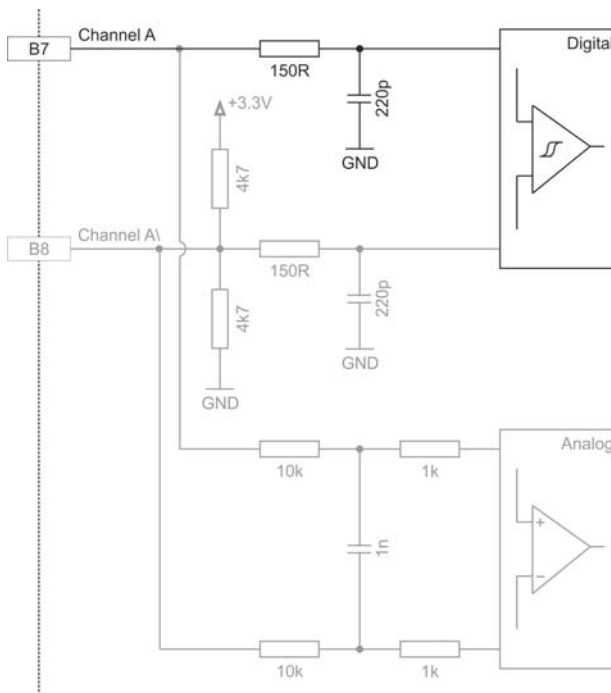 Channel A
B7
Digital
150R
220p
GND
+3.3V
4k7
Channel A\
B8
150R
220p
GND
4k7
GND
Analog
10k
1k
1n
+
−
10k
1k